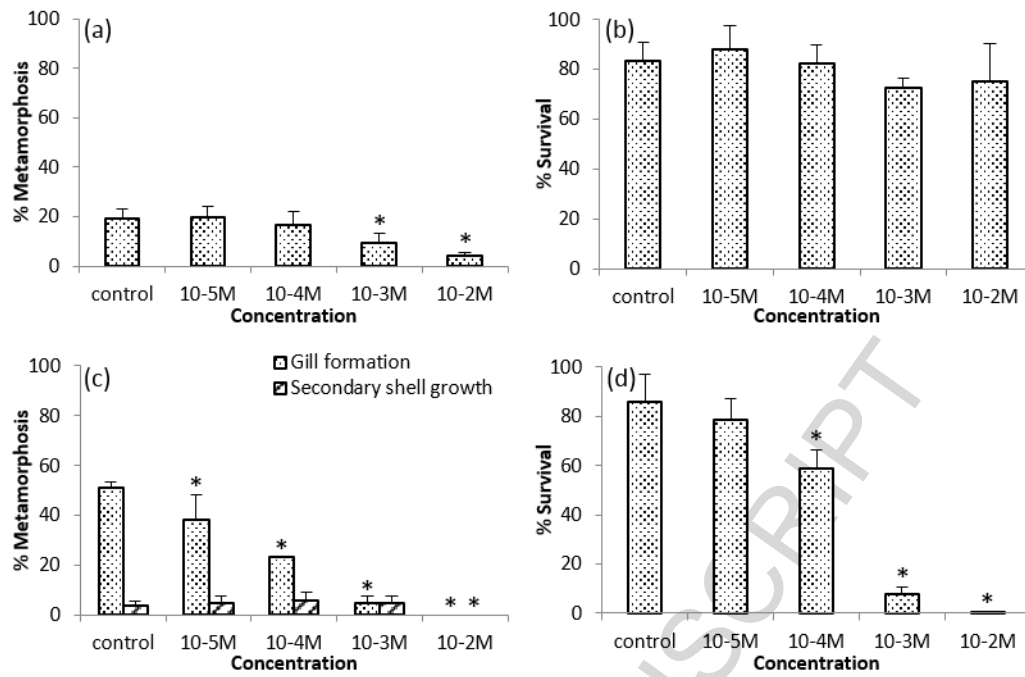 (a)
% Metamorphosis
100
80
60
40
20
0
* *
control 10-5M 10-4M 10-3M 10-2M
Concentration
(b)
% Survival
100
80
60
40
20
0
control 10-5M 10-4M 10-3M 10-2M
Concentration
(c)
Gill formation
Secondary shell growth
% Metamorphosis
100
80
60
40
20
0
* * * * *
control 10-5M 10-4M 10-3M 10-2M
Concentration
(d)
% Survival
100
80
60
40
20
0
* * *
control 10-5M 10-4M 10-3M 10-2M
Concentration
NUSCRIPT